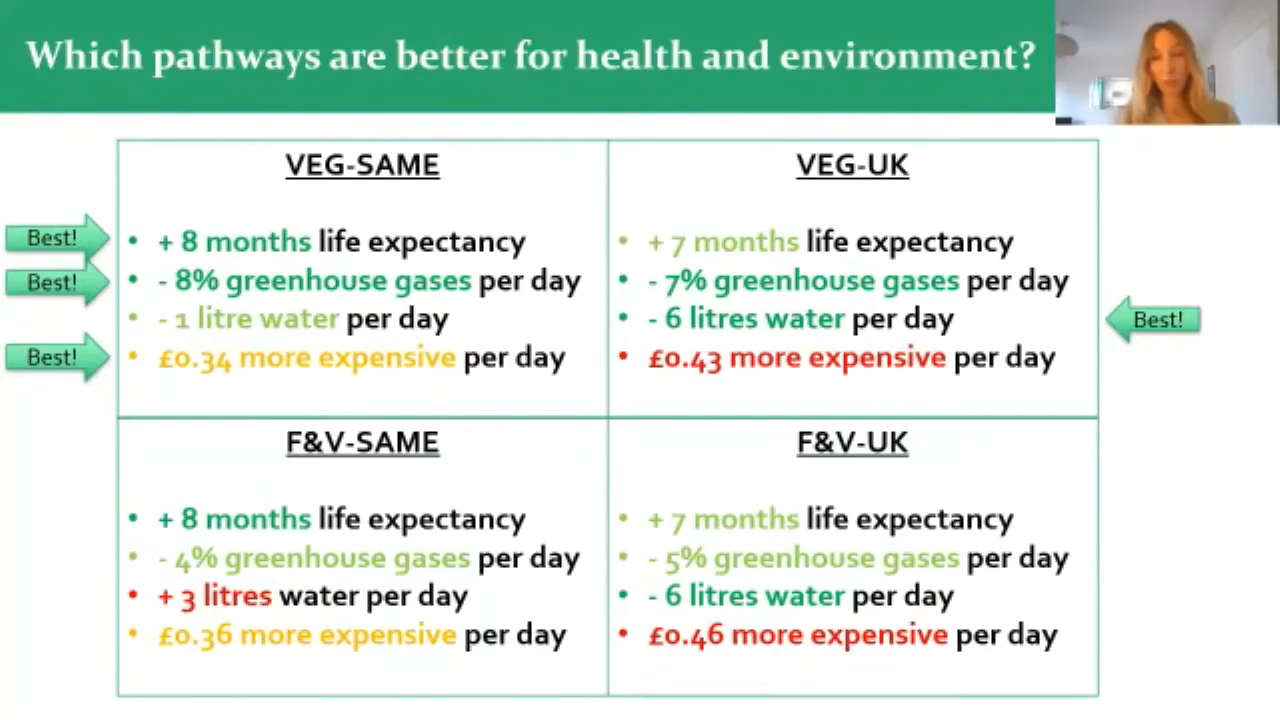 Which pathways are better for health and environment?
VEG-SAME
Best! • + 8 months life expectancy
Best! • - 8% greenhouse gases per day
• - 1 litre water per day
Best! • £0.34 more expensive per day
VEG-UK
• + 7 months life expectancy
• - 7% greenhouse gases per day
• - 6 litres water per day Best!
• £0.43 more expensive per day
F&V-SAME
• + 8 months life expectancy
• - 4% greenhouse gases per day
• + 3 litres water per day
• £0.36 more expensive per day
F&V-UK
• + 7 months life expectancy
• - 5% greenhouse gases per day
• - 6 litres water per day
• £0.46 more expensive per day